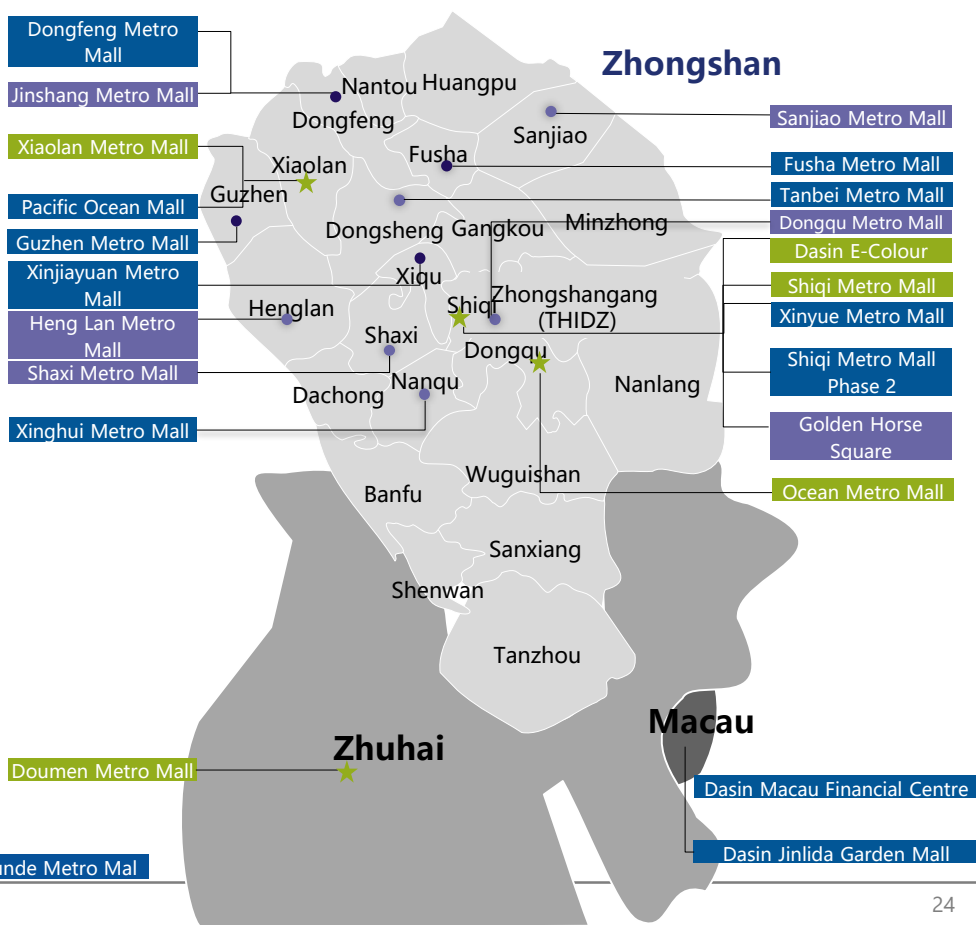 Dongfeng Metro
Mall
Jinshang Metro Mall
Xiaolan Metro Mall
Pacific Ocean Mall
Guzhen Metro Mall
Xinjiayuan Metro
Mall
Heng Lan Metro
Mall
Shaxi Metro Mall
Xinghui Metro Mall
Doumen Metro Mall
unde Metro Mal
Zhongshan
Nantou
Huangpu
Dongfeng
Sanjiao
Fusha
Xiaolan
Guzhen
Dongsheng
Gangkou
Minzhong
Xiqu
Henglan
Shiqi
Zhongshangang
(THIDZ)
Shaxi
Dongqu
Nanqu
Dachong
Nanlang
Wuguishan
Banfu
Sanxiang
Shenwan
Tanzhou
Zhuhai
Macau
Sanjiao Metro Mall
Fusha Metro Mall
Tanbei Metro Mall
Dongqu Metro Mall
Dasin E-Colour
Shiqi Metro Mall
Xinyue Metro Mall
Shiqi Metro Mall
Phase 2
Golden Horse
Square
Ocean Metro Mall
Dasin Macau Financial Centre
Dasin Jinlida Garden Mall
24